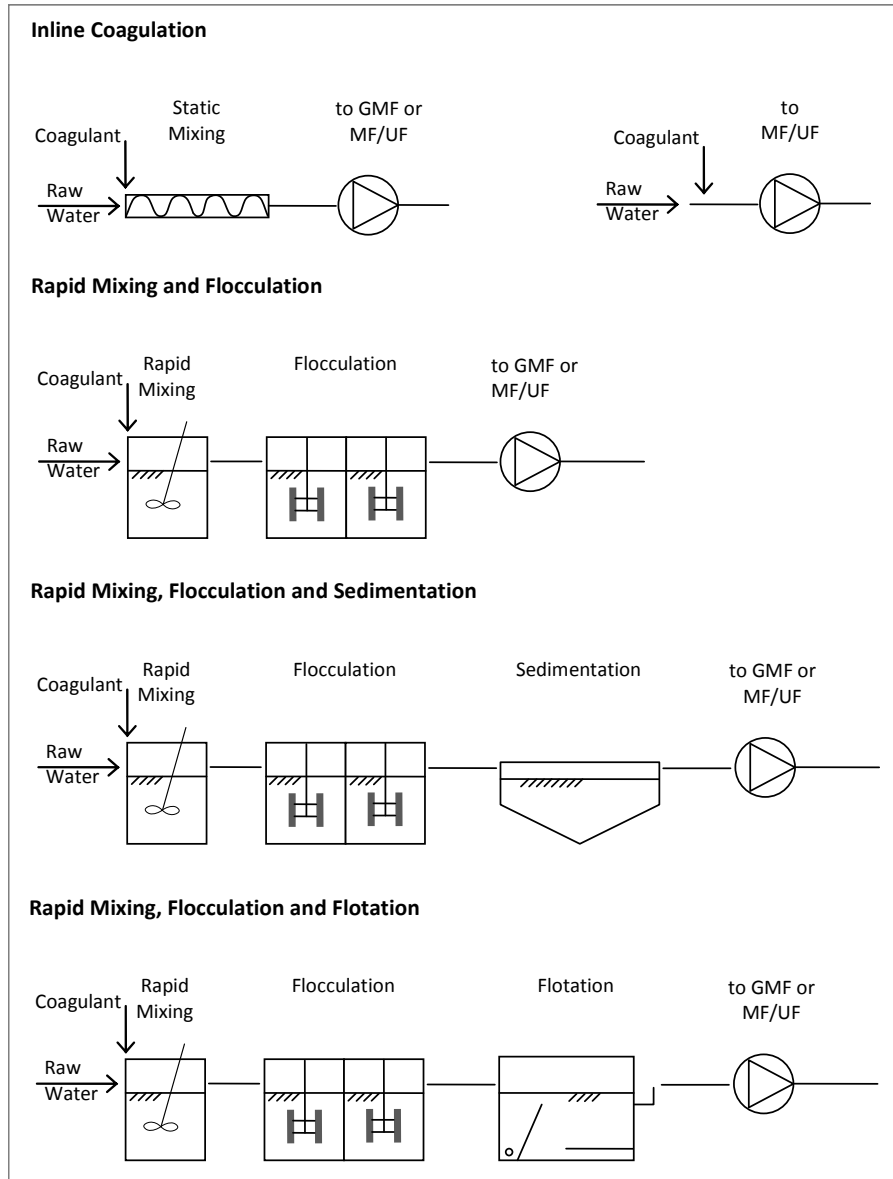 Inline Coagulation
Static
Mixing
to GMF or
MF/UF
Coagulant
Raw
Water
to
MF/UF
Coagulant
Raw
Water
Rapid Mixing and Flocculation
Rapid
Mixing
Flocculation
to GMF or
MF/UF
Coagulant
Raw
Water
Rapid Mixing, Flocculation and Sedimentation
Rapid
Mixing
Flocculation
Sedimentation
to GMF or
MF/UF
Coagulant
Raw
Water
Rapid Mixing, Flocculation and Flotation
Rapid
Mixing
Flocculation
Flotation
to GMF or
MF/UF
Coagulant
Raw
Water